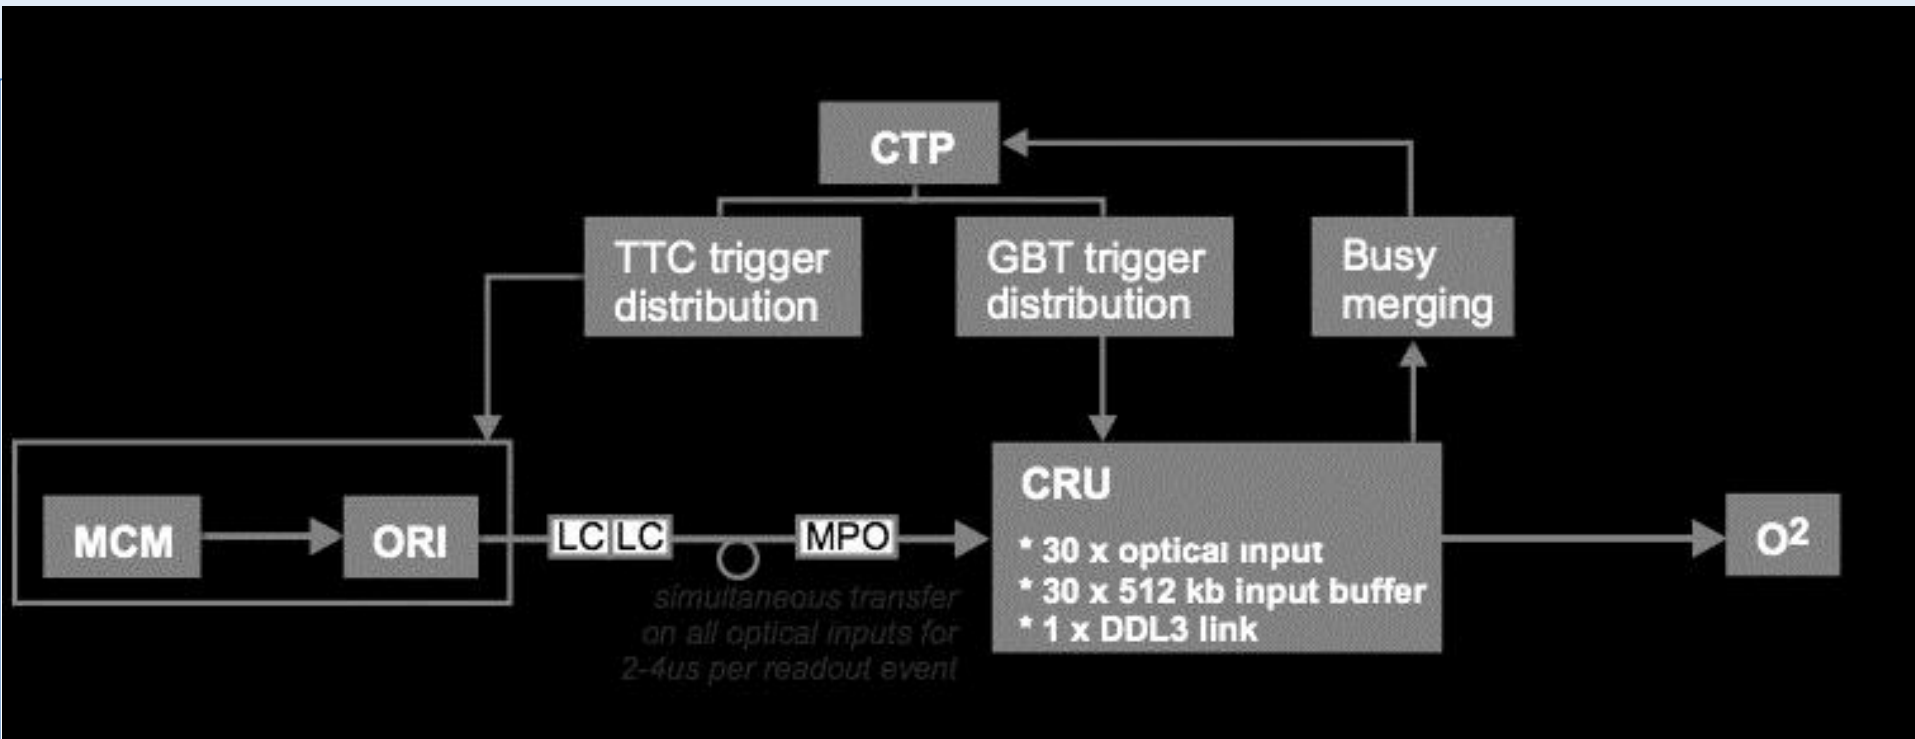 CTP
TTC trigger
distribution
GBT trigger
distribution
Busy
merging
MCM
ORI
LC LC
MPO
simultaneous transfer
on all optical inputs for
2-4us per readout event
CRU
* 30 x optical input
* 30 x 512 kb input buffer
* 1 x DDL3 link
O²